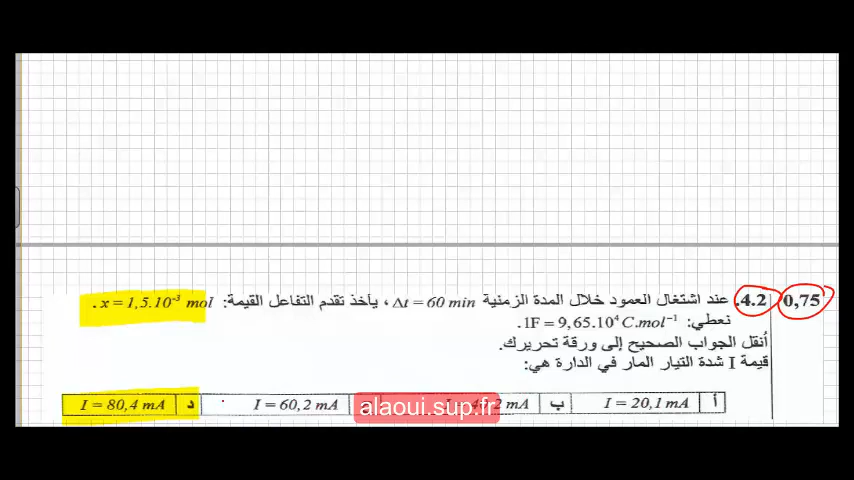 0,75 4.2. عند اشتغال العمود خلال المدة الزمنية Δt = 60 min ، يأخذ تقدم التفاعل القيمة: x = 1,5.10⁻³ mol .
نعطي: 1F = 9,65.10⁴ C.mol⁻¹ .
أنقل الجواب الصحيح إلى ورقة تحريرك.
قيمة I شدة التيار المار في الدارة هي:
أ I = 20,1 mA ب 2 mA I = 60,2 mA د I = 80,4 mA
alaoui.sup.fr